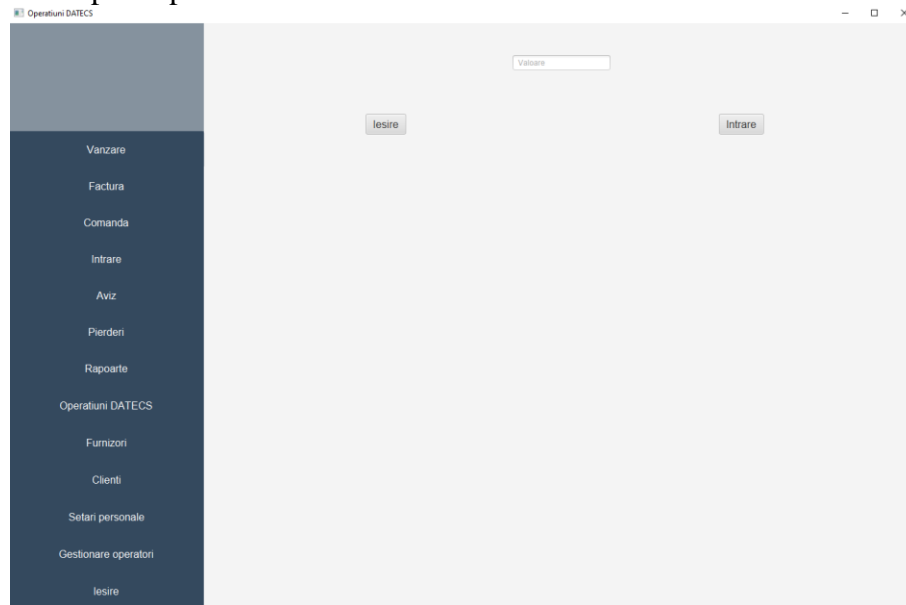 Operatiuni DATECS
Valoare
Iesire
Intrare
Vanzare
Factura
Comanda
Intrare
Aviz
Pierderi
Rapoarte
Operatiuni DATECS
Furnizori
Clienti
Setari personale
Gestionare operatori
Iesire